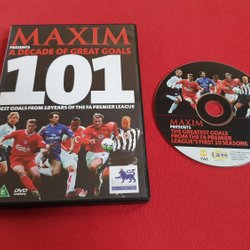 MAXIM
PRESENTS
A DECADE OF GREAT GOALS
101
EST GOALS FROM 10 YEARS OF THE FA PREMIER LEAGUE
E
DVD
MAXIM
PRESENTS
THE GREATEST GOALS
FROM THE FA PREMIER
LEAGUE'S FIRST 10 SEASONS